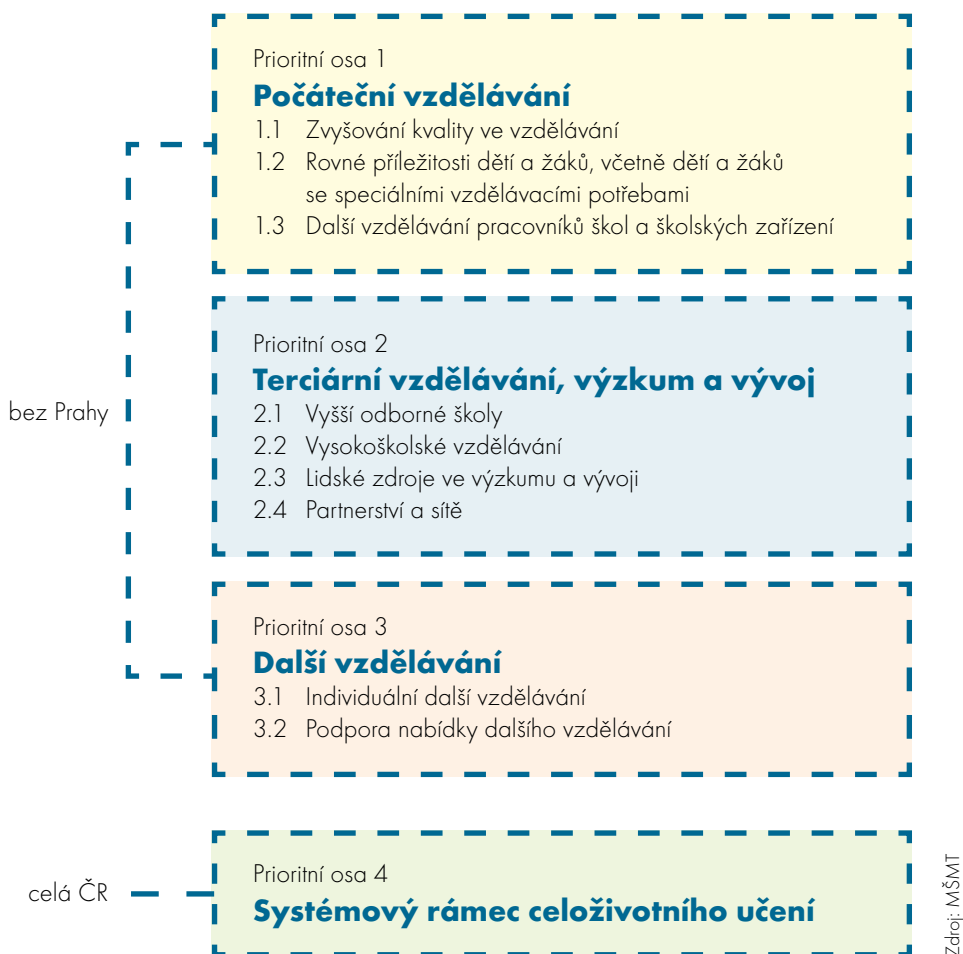 Prioritní osa 1
Počáteční vzdělávání
1.1 Zvyšování kvality ve vzdělávání
1.2 Rovné příležitosti dětí a žáků, včetně dětí a žáků
se speciálními vzdělávacími potřebami
1.3 Další vzdělávání pracovníků škol a školských zařízení
bez Prahy
Prioritní osa 2
Terciární vzdělávání, výzkum a vývoj
2.1 Vyšší odborné školy
2.2 Vysokoškolské vzdělávání
2.3 Lidské zdroje ve výzkumu a vývoji
2.4 Partnerství a sítě
Prioritní osa 3
Další vzdělávání
3.1 Individuální další vzdělávání
3.2 Podpora nabídky dalšího vzdělávání
celá ČR
Prioritní osa 4
Systémový rámec celoživotního učení
Zdroj: MŠMT